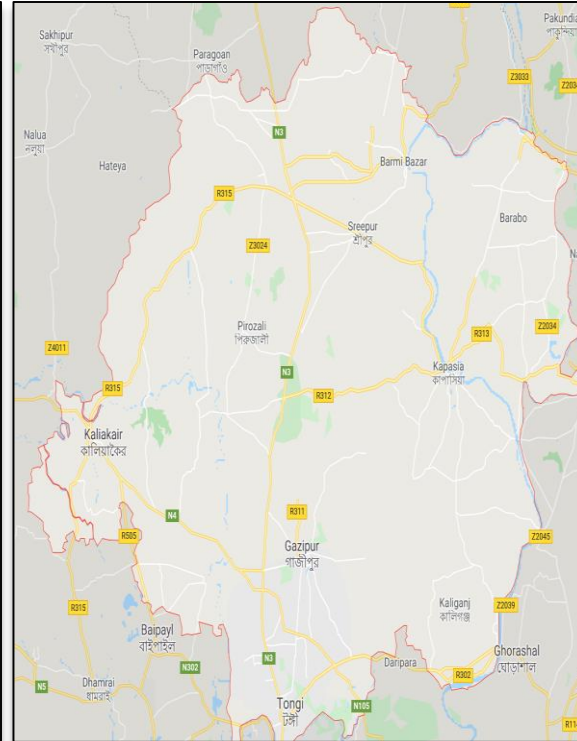 Sakhipur
সখীপুর
Pakundia
Paragoan
পাড়াগাঁও
Z3033
Nalua
নলুয়া
N3
Hateya
Barmi Bazar
R315
Barabo
Sreepur
শ্রীপুর
Z3024
Pirozali
পিরুজালী
Z2034
R313
Z4011
Kapasia
কাপাসিয়া
N3
R315
R312
Kaliakair
কালিয়াকৈর
R311
N4
R505
Z2045
Gazipur
গাজীপুর
Kaliganj
কালিগঞ্জ
Z2039
R315
Baipayl
বাইপাইল
Ghorashal
ঘোড়াশাল
N3
Daripara
N302
R302
Dhamrai
ধামরাই
N5
Tongi
টঙ্গী
N105